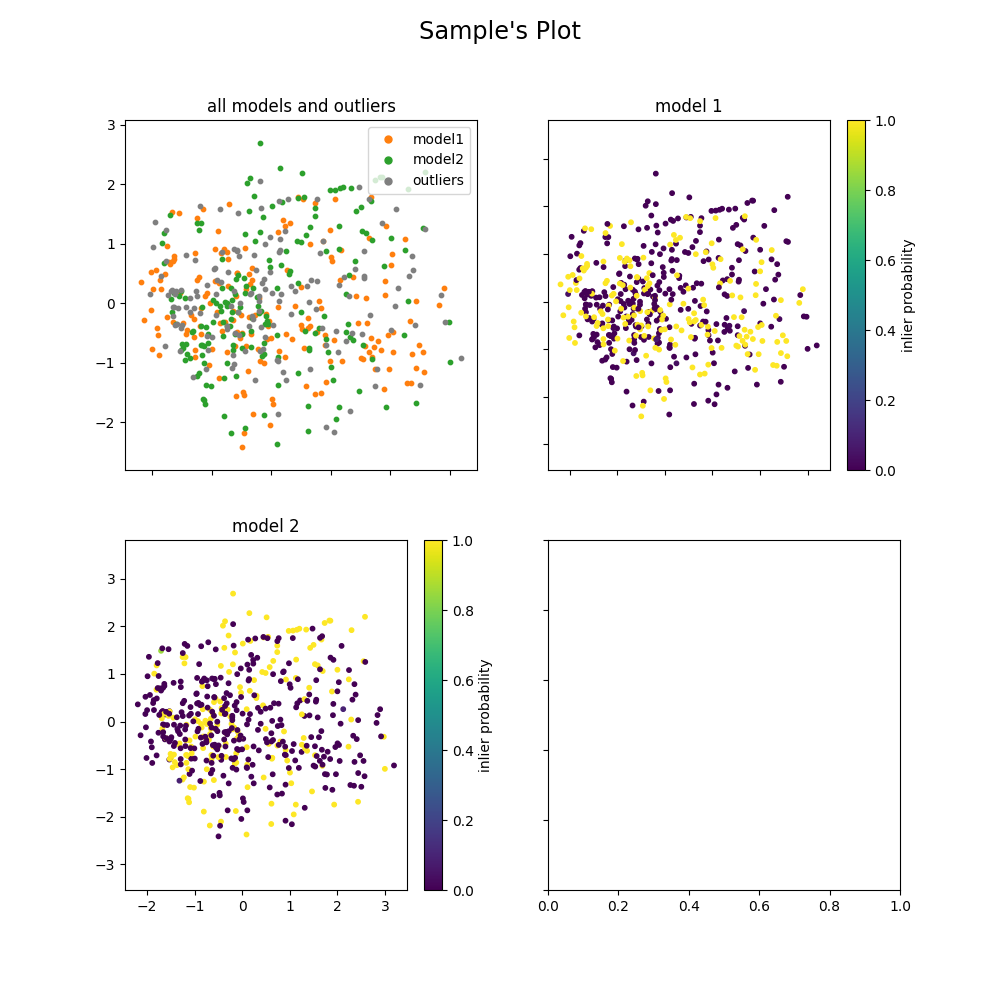 Sample's Plot
all models and outliers
3
2
1
0
−1
−2
model1
model2
outliers
model 1
1.0
0.8
0.6
0.4
0.2
0.0
inlier probability
model 2
3
2
1
0
−1
−2
−3
−2 −1 0 1 2 3
1.0
0.8
0.6
0.4
0.2
0.0
inlier probability
0.0 0.2 0.4 0.6 0.8 1.0